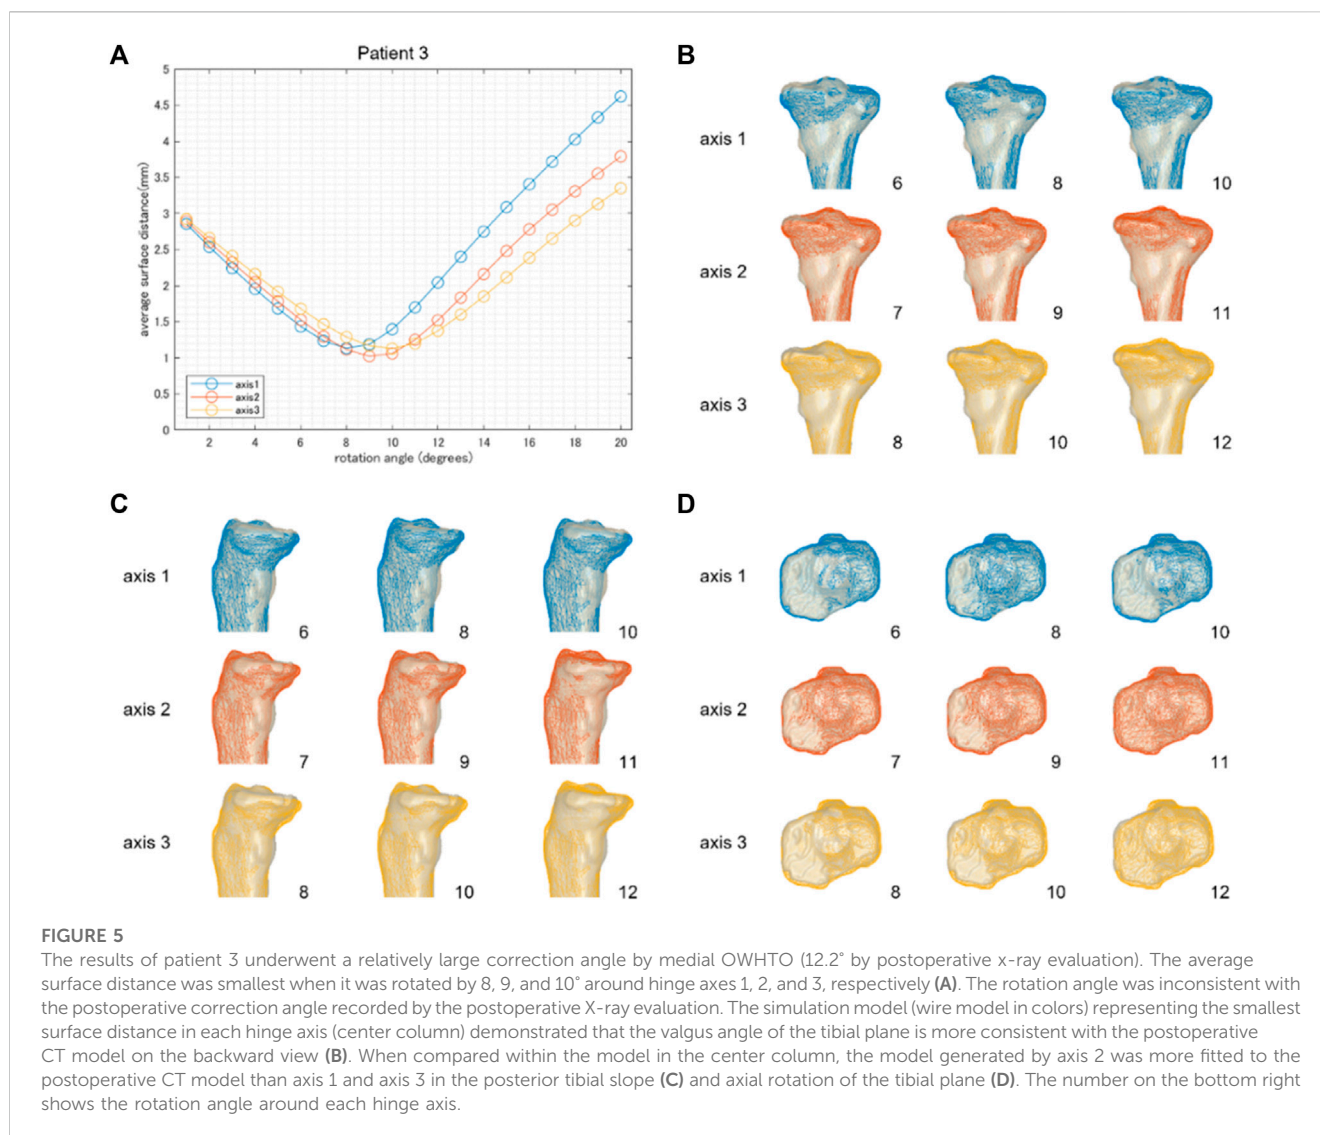 A
Patient 3
5
4.5
4
3.5
3
2.5
2
1.5
1
0.5
0
average surface distance(mm)
axis1
axis2
axis3
2 4 6 8 10 12 14 16 18 20
rotation angle (degrees)
B
axis 1
6 8 10
axis 2
7 9 11
axis 3
8 10 12
C
axis 1
6 8 10
axis 2
7 9 11
axis 3
8 10 12
D
axis 1
6 8 10
axis 2
7 9 11
axis 3
8 10 12
FIGURE 5
The results of patient 3 underwent a relatively large correction angle by medial OWHTO (12.2° by postoperative x-ray evaluation). The average
surface distance was smallest when it was rotated by 8, 9, and 10° around hinge axes 1, 2, and 3, respectively (A). The rotation angle was inconsistent with
the postoperative correction angle recorded by the postoperative X-ray evaluation. The simulation model (wire model in colors) representing the smallest
surface distance in each hinge axis (center column) demonstrated that the valgus angle of the tibial plane is more consistent with the postoperative
CT model on the backward view (B). When compared within the model in the center column, the model generated by axis 2 was more fitted to the
postoperative CT model than axis 1 and axis 3 in the posterior tibial slope (C) and axial rotation of the tibial plane (D). The number on the bottom right
shows the rotation angle around each hinge axis.